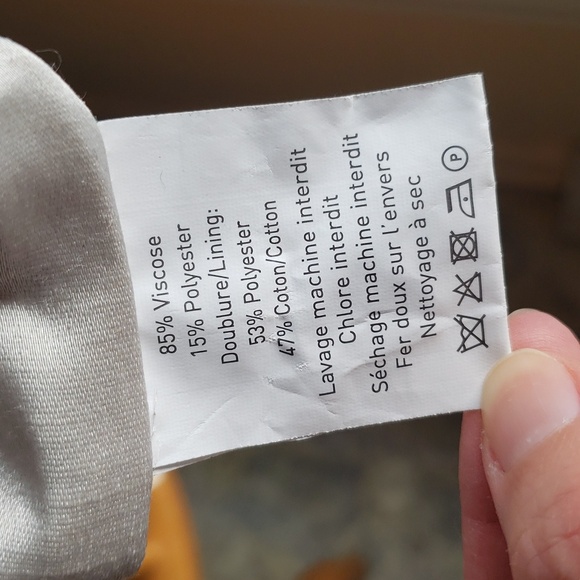 85% Viscose
15% Polyester
Doublure/Lining:
53% Polyester
47% Coton/Cotton
Lavage machine interdit
Chlore interdit
Séchage machine interdit
Fer doux sur l'envers
Nettoyage à sec
P